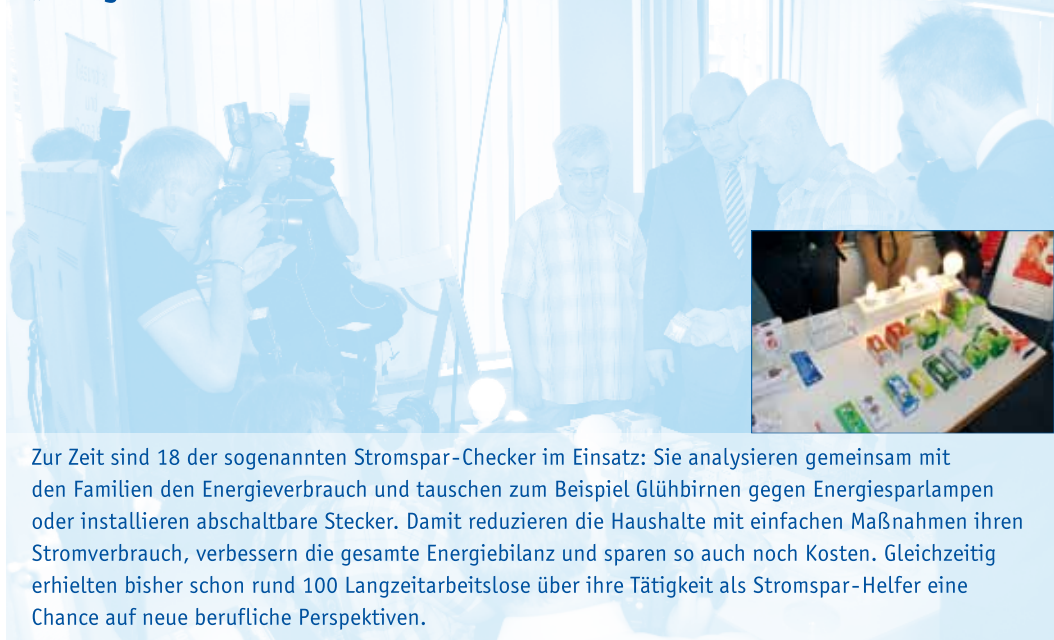 Zur Zeit sind 18 der sogenannten Stromspar-Checker im Einsatz: Sie analysieren gemeinsam mit
den Familien den Energieverbrauch und tauschen zum Beispiel Glühbirnen gegen Energiesparlampen
oder installieren abschaltbare Stecker. Damit reduzieren die Haushalte mit einfachen Maßnahmen ihren
Stromverbrauch, verbessern die gesamte Energiebilanz und sparen so auch noch Kosten. Gleichzeitig
erhielten bisher schon rund 100 Langzeitarbeitslose über ihre Tätigkeit als Stromspar-Helfer eine
Chance auf neue berufliche Perspektiven.